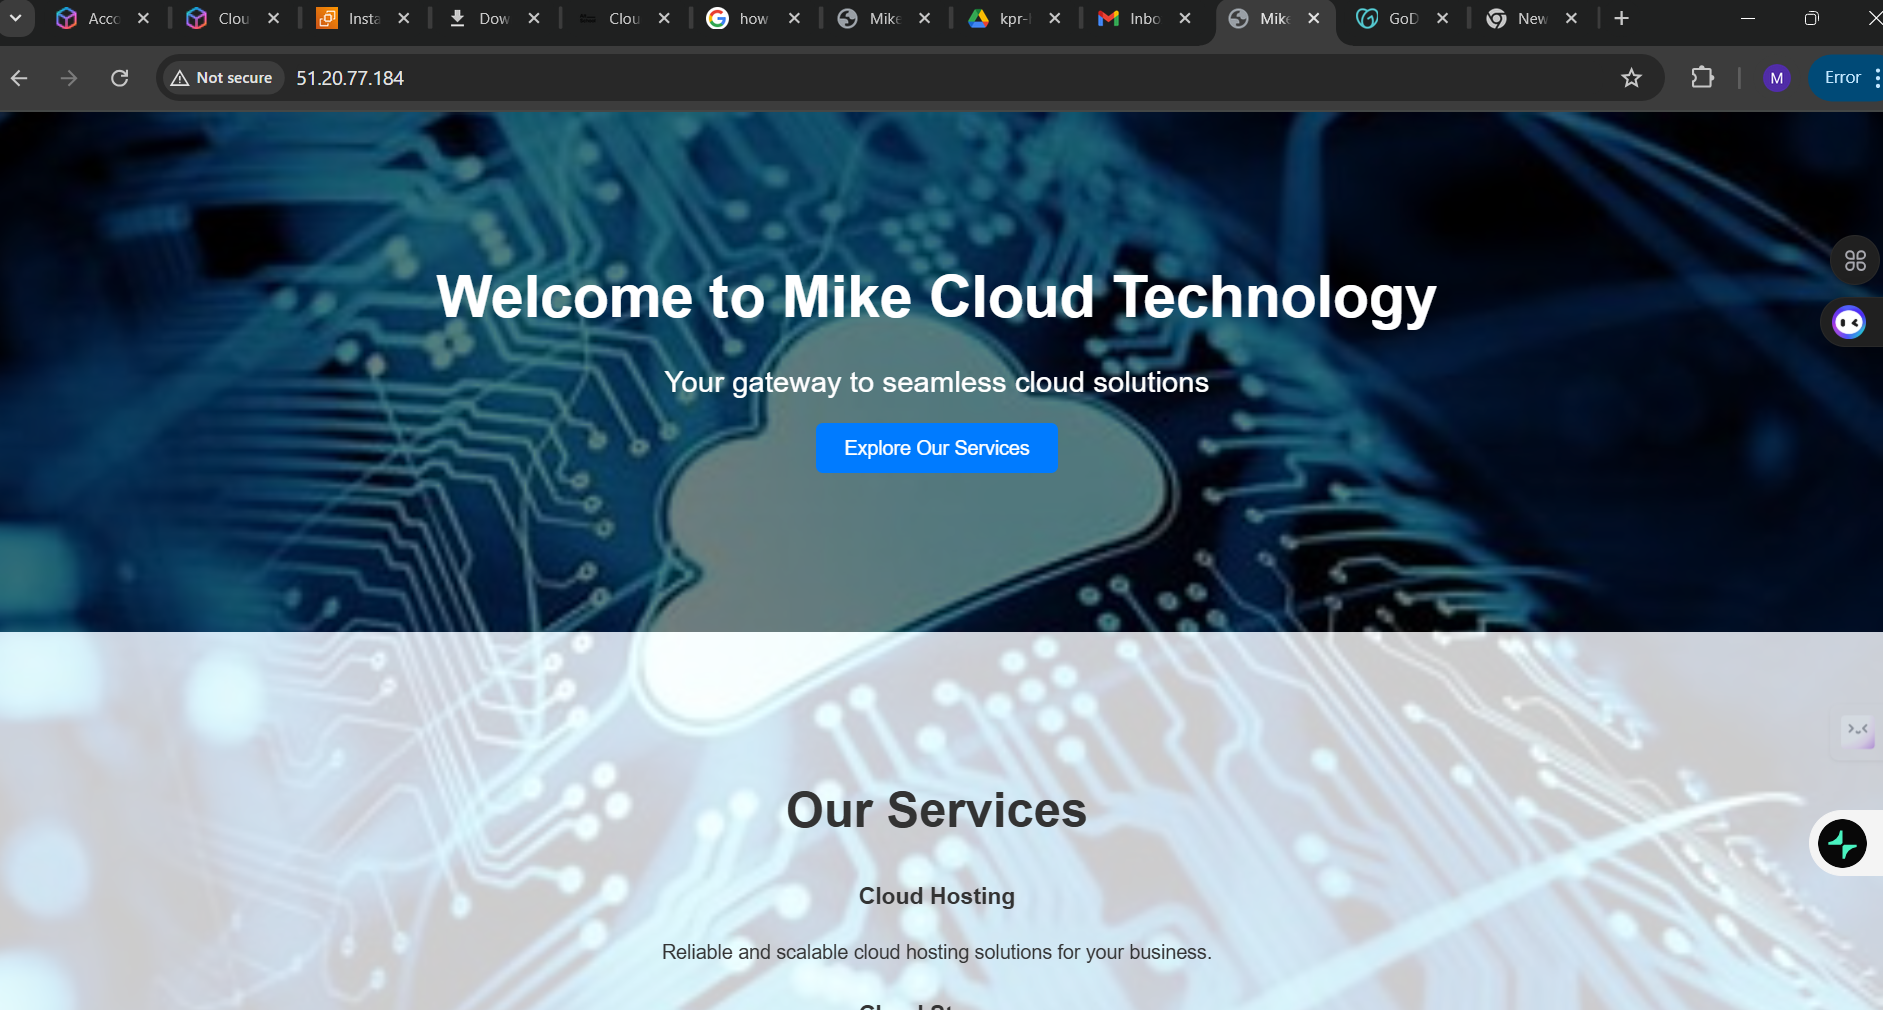 Acco
Clou
Insta
Dow
Clou
how
Mike
kpr-
Inbo
Mike
GoD
New
Not secure
51.20.77.184
M
Error
Welcome to Mike Cloud Technology
Your gateway to seamless cloud solutions
Explore Our Services
Our Services
Cloud Hosting
Reliable and scalable cloud hosting solutions for your business.